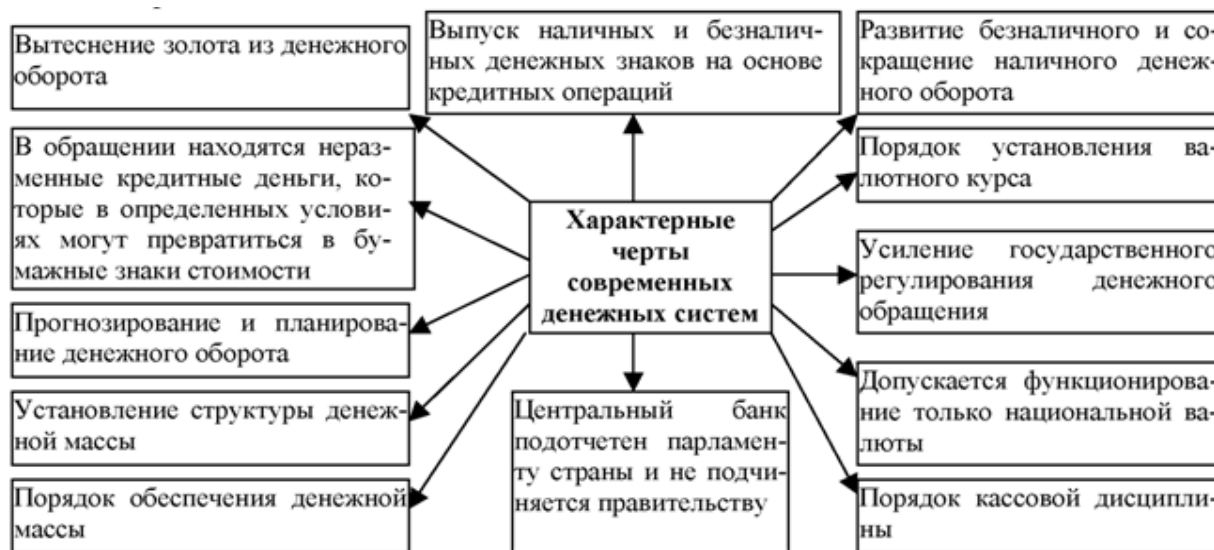 Вытеснение золота из денежного
оборота
Выпуск наличных и безналич-
ных денежных знаков на основе
кредитных операций
Развитие безналичного и со-
кращение наличного денеж-
ного оборота
В обращении находятся нераз-
менные кредитные деньги, ко-
торые в определенных услови-
ях могут превратиться в бу-
мажные знаки стоимости
Порядок установления ва-
лютного курса
Характерные
черты
современных
денежных систем
Усиление государственного
регулирования денежного
обращения
Прогнозирование и планирова-
ние денежного оборота
Установление структуры денеж-
ной массы
Центральный банк
подотчетен парламен-
ту страны и не подчи-
няется правительству
Допускается функционирова-
ние только национальной ва-
люты
Порядок обеспечения денежной
массы
Порядок кассовой дисципли-
ны